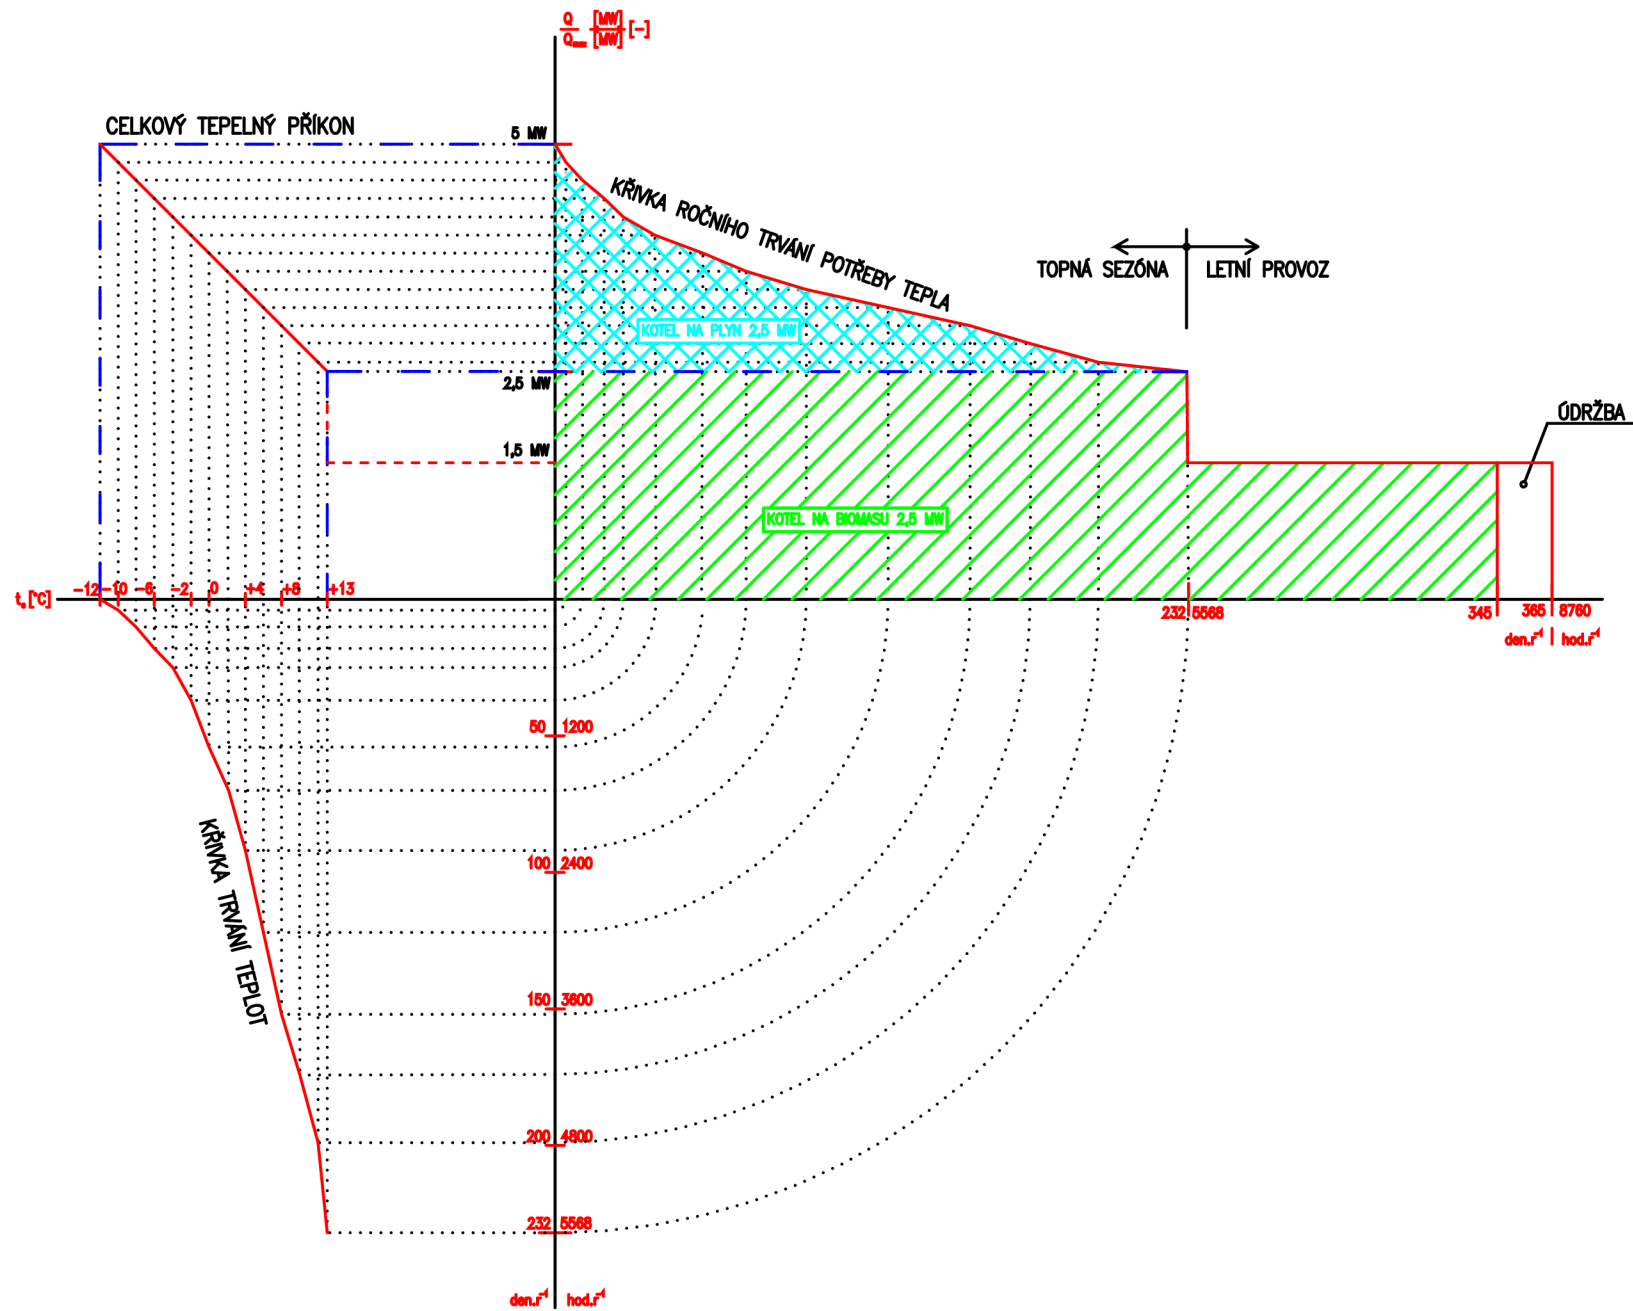 Q [MW] [-]
Qmax [MW]
CELKOVÝ TEPELNÝ PŘÍKON
5 MW
KŘIVKA ROČNÍHO TRVÁNÍ POTŘEBY TEPLA
TOPNÁ SEZÓNA
LETNÍ PROVOZ
KOTEL NA PLYN 2,5 MW
2,5 MW
ÚDRŽBA
1,5 MW
KOTEL NA BIOMASU 2,5 MW
te [°C]
-12 -10 -6 -2 0 +4 +8 +13
232 5568
345
365 8760
den.r-1 hod.r-1
50 1200
KŘIVKA TRVÁNÍ TEPLOT
100 2400
150 3600
200 4800
232 5568
den.r-1 hod.r-1